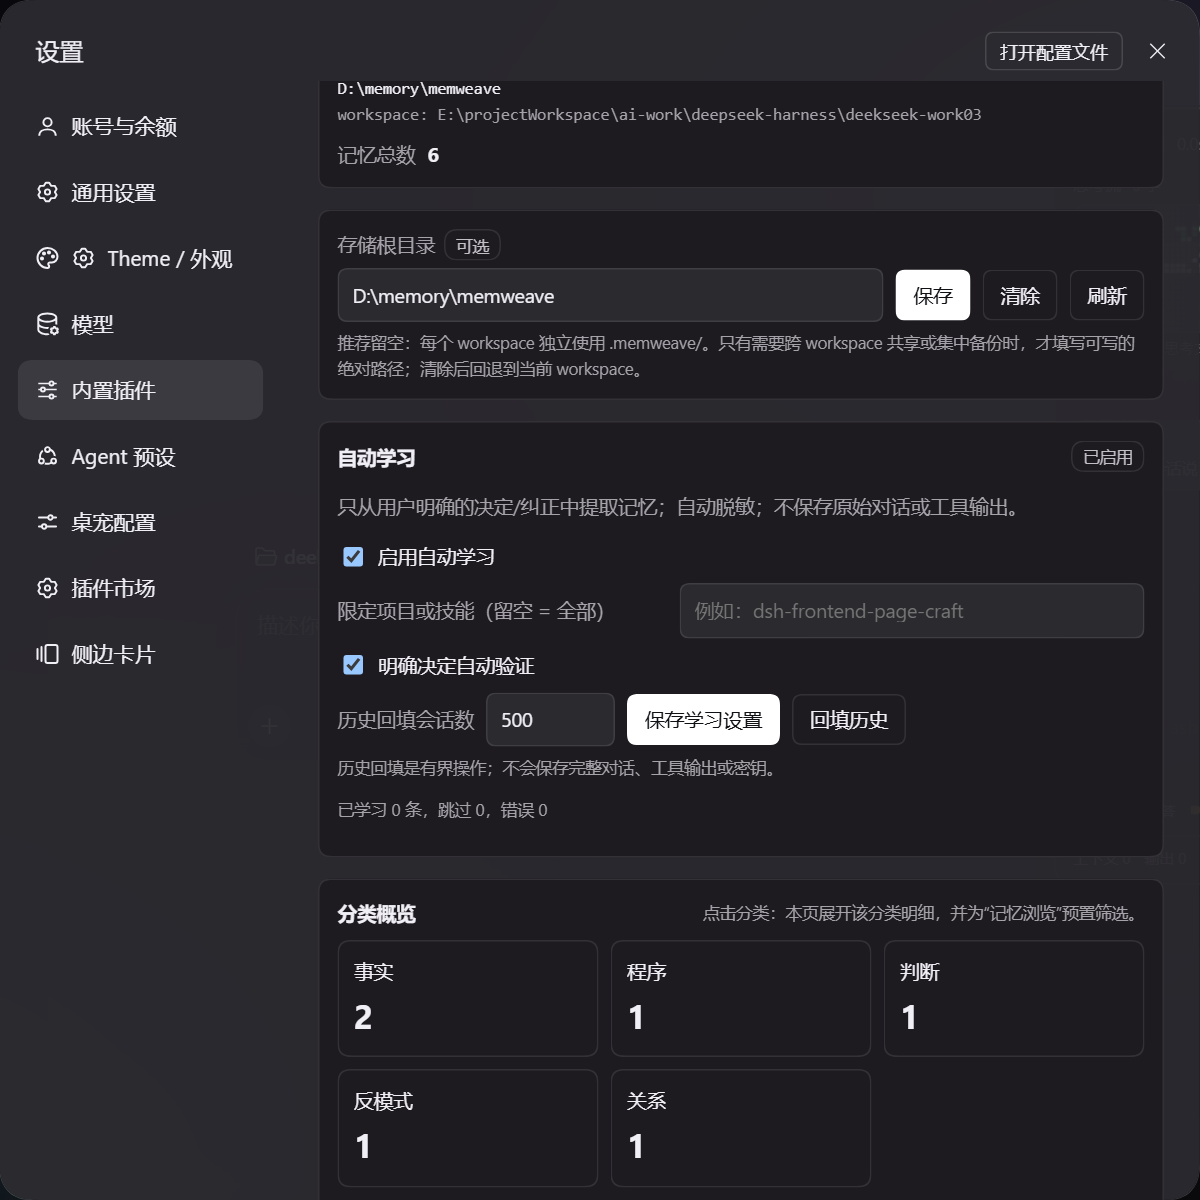 设置
打开配置文件
账号与余额
通用设置
Theme / 外观
模型
内置插件
Agent 预设
桌宠配置
插件市场
侧边卡片
D:\memory\memweave
workspace: E:\projectWorkspace\ai-work\deepseek-harness\deekseek-work03
记忆总数 6
存储根目录 可选
D:\memory\memweave
保存 清除 刷新
推荐留空：每个 workspace 独立使用 .memweave/。只有需要跨 workspace 共享或集中备份时，才填写可写的
绝对路径；清除后回退到当前 workspace。
自动学习 已启用
只从用户明确的决定/纠正中提取记忆；自动脱敏；不保存原始对话或工具输出。
启用自动学习
限定项目或技能（留空 = 全部） 例如：dsh-frontend-page-craft
明确决定自动验证
历史回填会话数 500 保存学习设置 回填历史
历史回填是有界操作；不会保存完整对话、工具输出或密钥。
已学习 0 条，跳过 0，错误 0
分类概览 点击分类：本页展开该分类明细，并为“记忆浏览”预置筛选。
事实 程序 判断
2 1 1
反模式 关系
1 1
dee
描述你